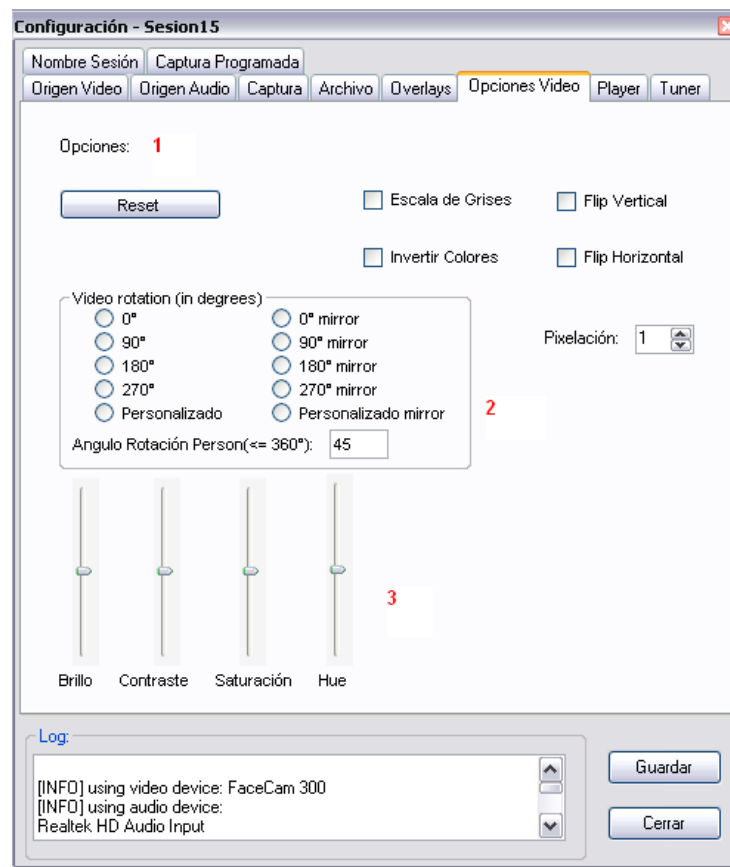 Configuración - Sesion15
Nombre Sesión Captura Programada
Origen Video Origen Audio Captura Archivo Overlays Opciones Video Player Tuner
Opciones: 1
Reset
Escala de Grises Flip Vertical
Invertir Colores Flip Horizontal
Video rotation (in degrees)
0° 0° mirror
90° 90° mirror
180° 180° mirror
270° 270° mirror
Personalizado Personalizado mirror
Angulo Rotación Person(<= 360°): 45
Pixelación: 1
2
3
Brillo Contraste Saturación Hue
Log:
[INFO] using video device: FaceCam 300
[INFO] using audio device:
Realtek HD Audio Input
Guardar
Cerrar